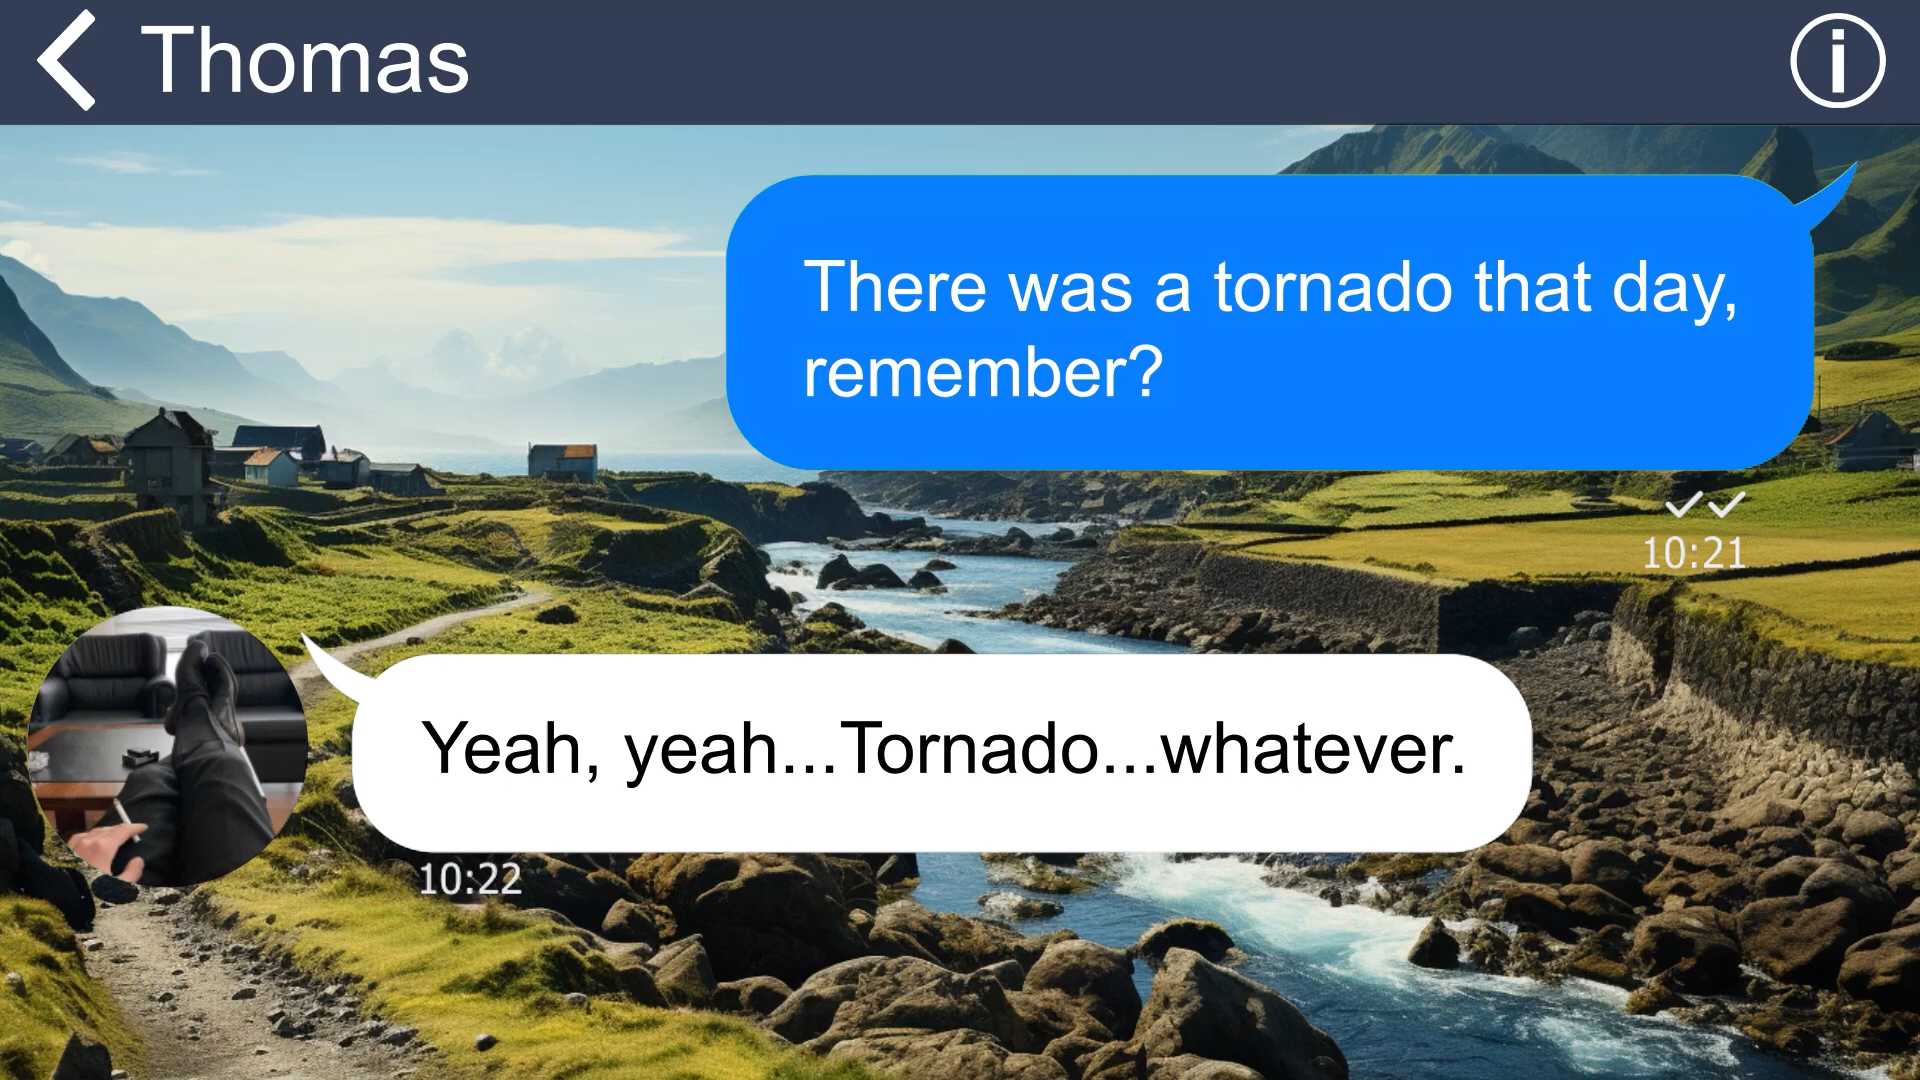 Thomas
There was a tornado that day,
remember?
10:21
Yeah, yeah...Tornado...whatever.
10:22